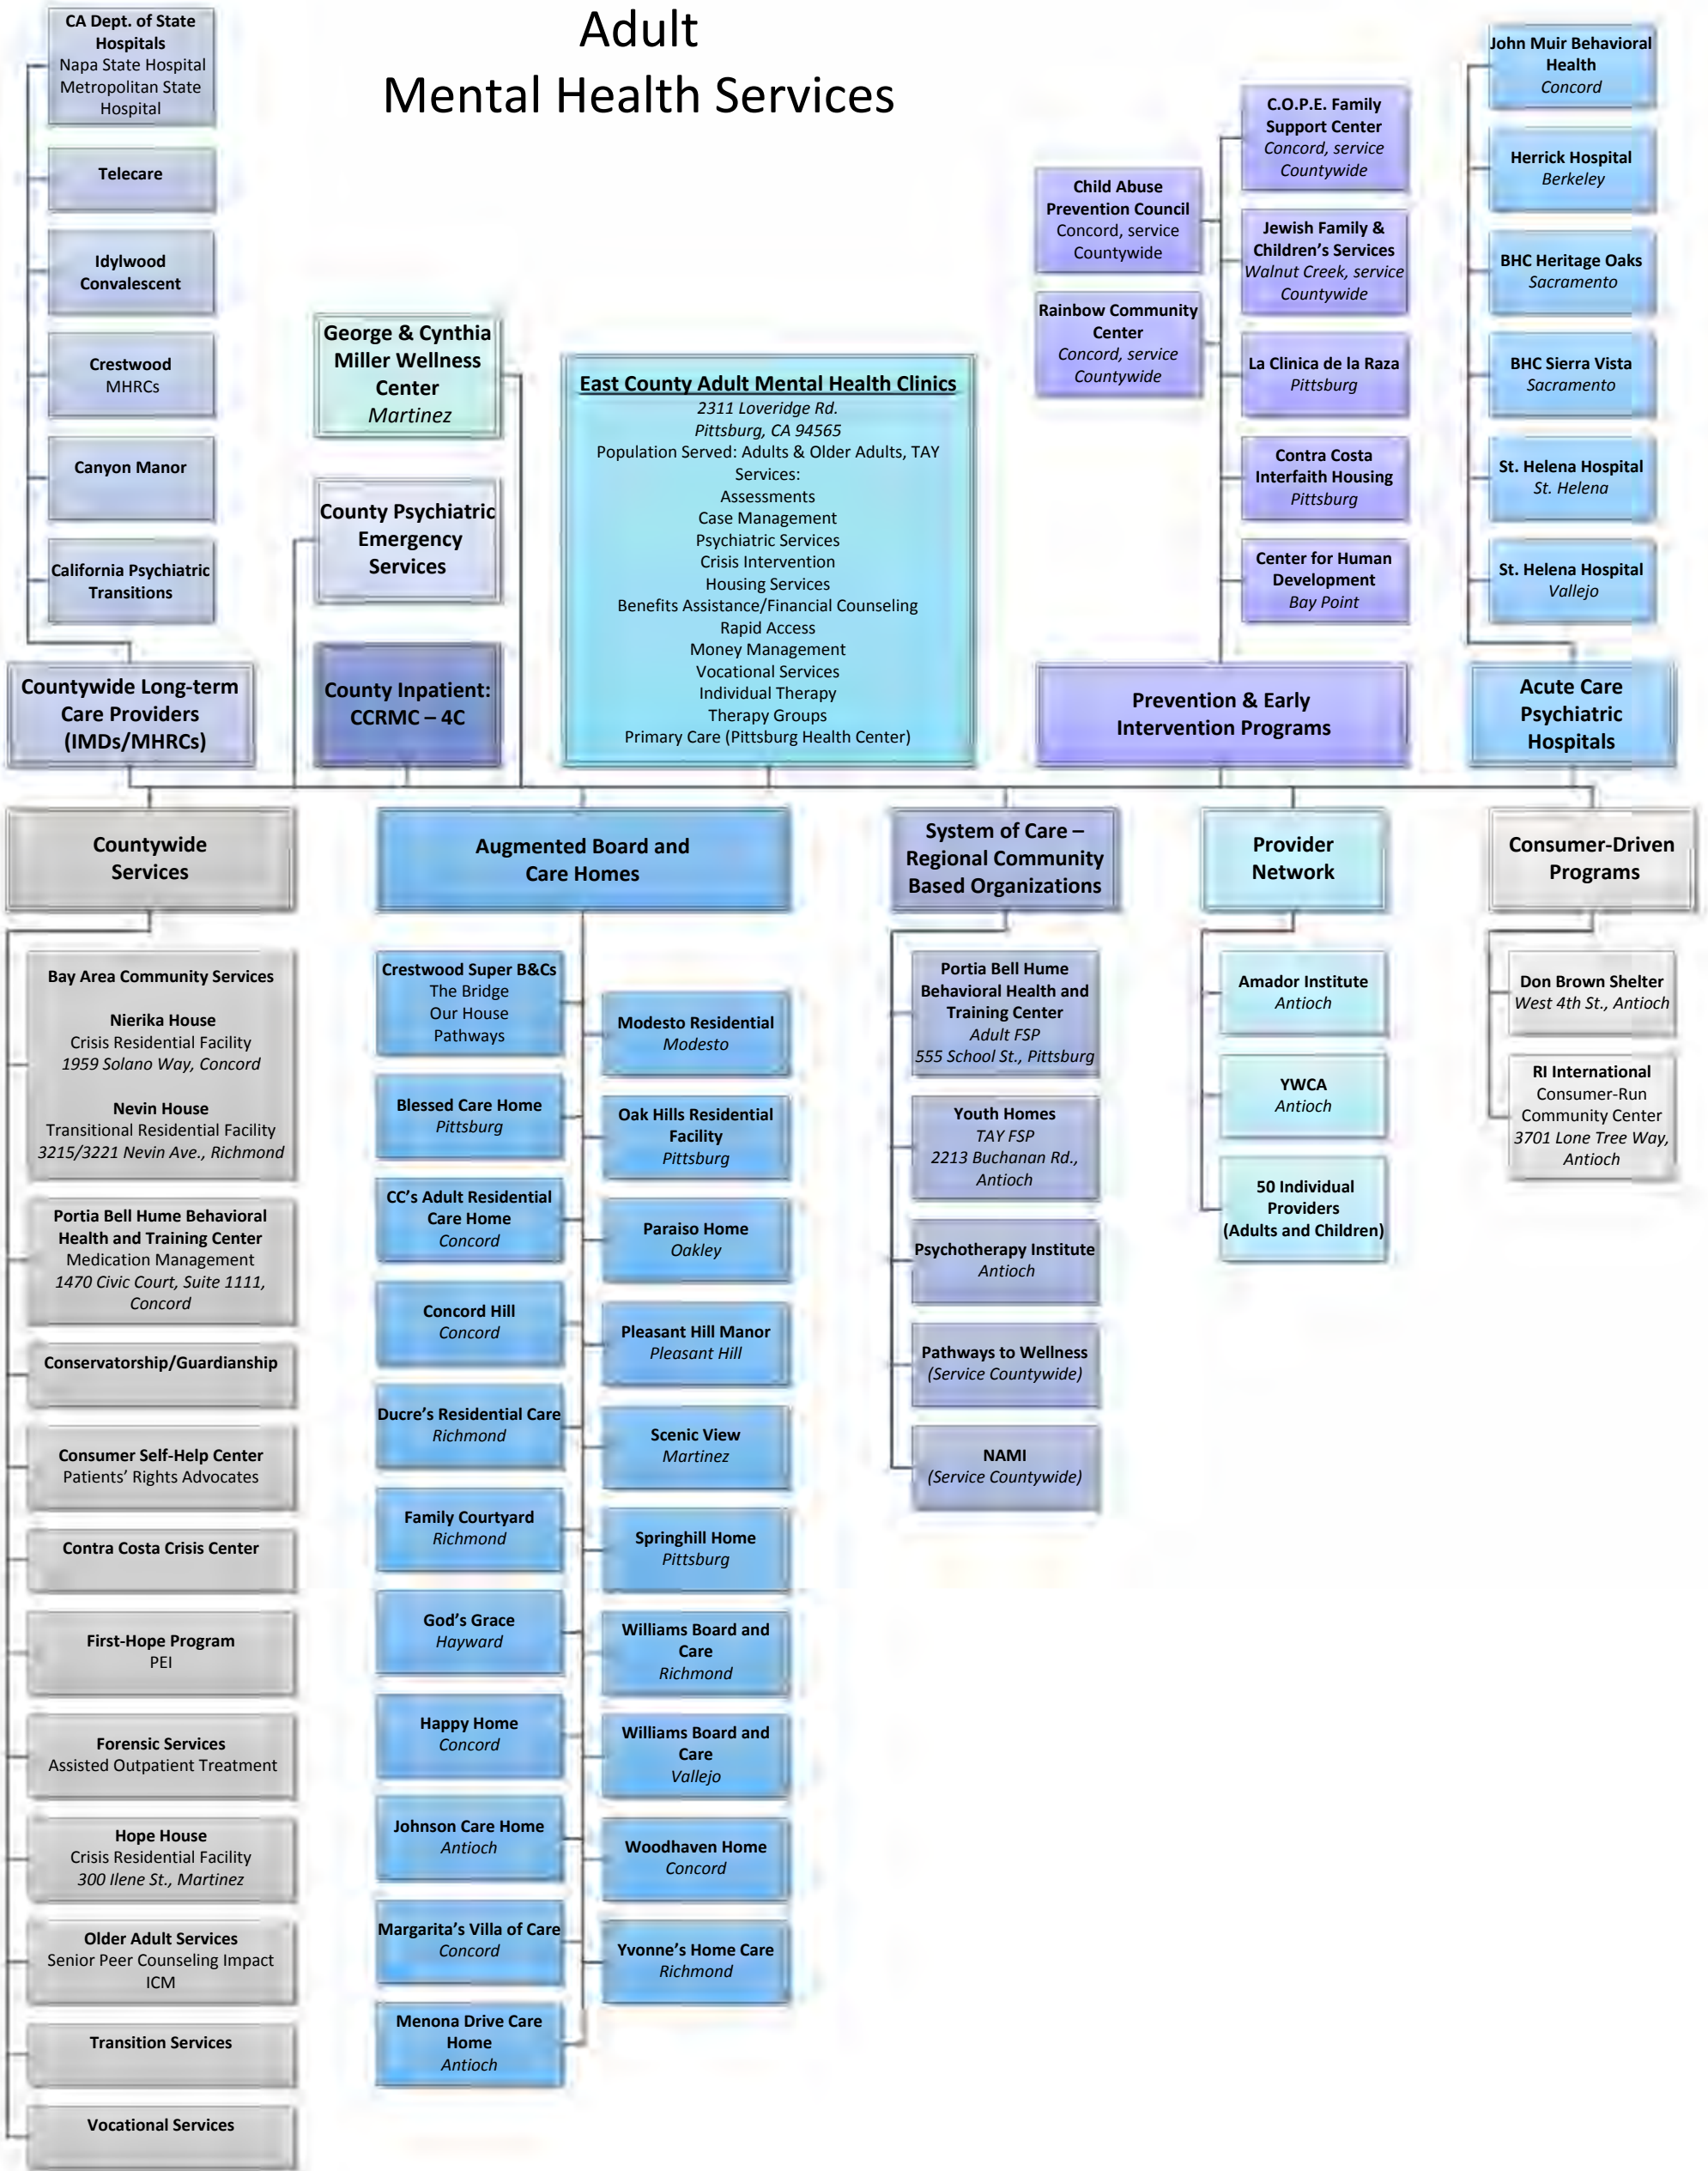 Adult
Mental Health Services
CA Dept. of State
Hospitals
Napa State Hospital
Metropolitan State
Hospital
Telecare
Idylwood
Convalescent
Crestwood
MHRCs
Canyon Manor
California Psychiatric
Transitions
Countywide Long-term
Care Providers
(IMDs/MHRCs)
George & Cynthia
Miller Wellness
Center
Martinez
County Psychiatric
Emergency
Services
County Inpatient:
CCRMC – 4C
East County Adult Mental Health Clinics
2311 Loveridge Rd.
Pittsburg, CA 94565
Population Served: Adults & Older Adults, TAY
Services:
Assessments
Case Management
Psychiatric Services
Crisis Intervention
Housing Services
Benefits Assistance/Financial Counseling
Rapid Access
Money Management
Vocational Services
Individual Therapy
Therapy Groups
Primary Care (Pittsburg Health Center)
Child Abuse
Prevention Council
Concord, service
Countywide
Rainbow Community
Center
Concord, service
Countywide
C.O.P.E. Family
Support Center
Concord, service
Countywide
Jewish Family &
Children's Services
Walnut Creek, service
Countywide
La Clinica de la Raza
Pittsburg
Contra Costa
Interfaith Housing
Pittsburg
Center for Human
Development
Bay Point
Prevention & Early
Intervention Programs
John Muir Behavioral
Health
Concord
Herrick Hospital
Berkeley
BHC Heritage Oaks
Sacramento
BHC Sierra Vista
Sacramento
St. Helena Hospital
St. Helena
St. Helena Hospital
Vallejo
Acute Care
Psychiatric
Hospitals
Countywide
Services
Bay Area Community Services
Nierika House
Crisis Residential Facility
1959 Solano Way, Concord
Nevin House
Transitional Residential Facility
3215/3221 Nevin Ave., Richmond
Portia Bell Hume Behavioral
Health and Training Center
Medication Management
1470 Civic Court, Suite 1111,
Concord
Conservatorship/Guardianship
Consumer Self-Help Center
Patients' Rights Advocates
Contra Costa Crisis Center
First-Hope Program
PEI
Forensic Services
Assisted Outpatient Treatment
Hope House
Crisis Residential Facility
300 Ilene St., Martinez
Older Adult Services
Senior Peer Counseling Impact
ICM
Transition Services
Vocational Services
Augmented Board and
Care Homes
Crestwood Super B&Cs
The Bridge
Our House
Pathways
Blessed Care Home
Pittsburg
CC's Adult Residential
Care Home
Concord
Concord Hill
Concord
Ducre's Residential Care
Richmond
Family Courtyard
Richmond
God's Grace
Hayward
Happy Home
Concord
Johnson Care Home
Antioch
Margarita's Villa of Care
Concord
Menona Drive Care
Home
Antioch
Modesto Residential
Modesto
Oak Hills Residential
Facility
Pittsburg
Paraiso Home
Oakley
Pleasant Hill Manor
Pleasant Hill
Scenic View
Martinez
Springhill Home
Pittsburg
Williams Board and
Care
Richmond
Williams Board and
Care
Vallejo
Woodhaven Home
Concord
Yvonne's Home Care
Richmond
System of Care –
Regional Community
Based Organizations
Portia Bell Hume
Behavioral Health and
Training Center
Adult FSP
555 School St., Pittsburg
Youth Homes
TAY FSP
2213 Buchanan Rd.,
Antioch
Psychotherapy Institute
Antioch
Pathways to Wellness
(Service Countywide)
NAMI
(Service Countywide)
Provider
Network
Amador Institute
Antioch
YWCA
Antioch
50 Individual
Providers
(Adults and Children)
Consumer-Driven
Programs
Don Brown Shelter
West 4th St., Antioch
RI International
Consumer-Run
Community Center
3701 Lone Tree Way,
Antioch